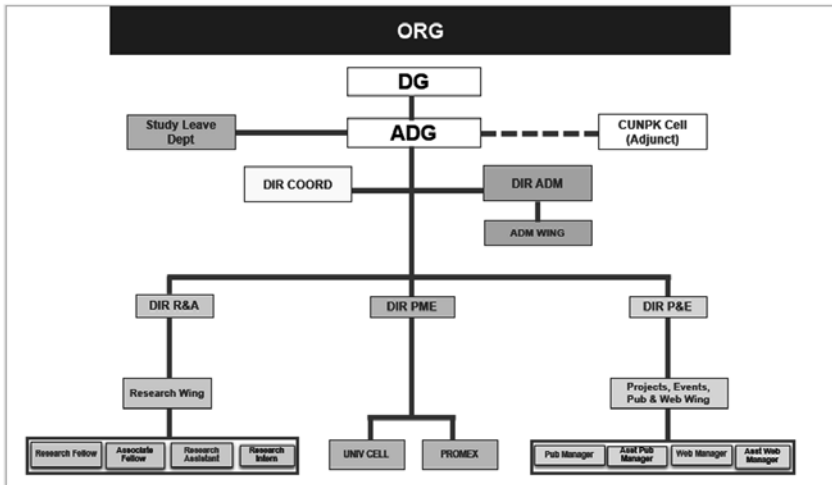 ORG
DG
Study Leave
Dept
ADG
CUNPK Cell
(Adjunct)
DIR COORD
DIR ADM
ADM WING
DIR R&A
DIR PME
DIR P&E
Research Wing
Projects, Events,
Pub & Web Wing
Research Fellow
Associate
Fellow
Research
Assistant
Research
Intern
UNIV CELL
PROMEX
Pub Manager
Asst Pub
Manager
Web Manager
Asst Web
Manager